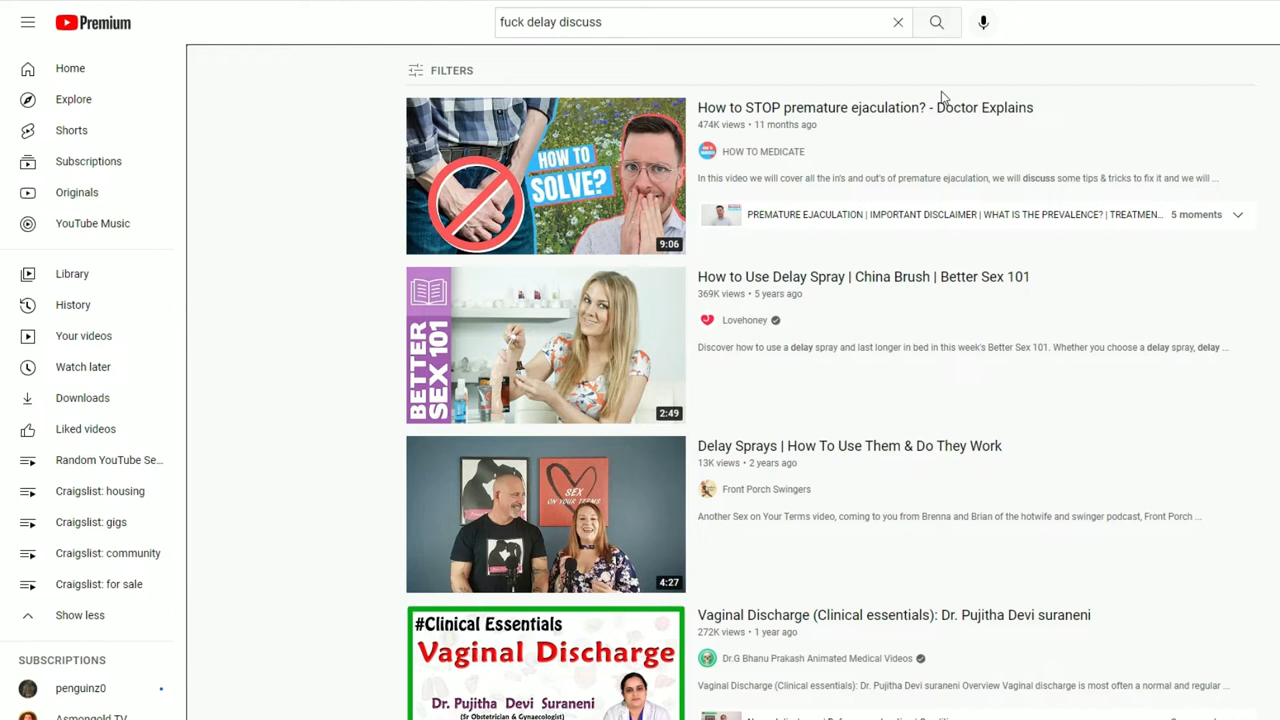 Premium
fuck delay discuss
Home
Explore
Shorts
Subscriptions
Originals
YouTube Music
Library
History
Your videos
Watch later
Downloads
Liked videos
Random YouTube Se...
Craigslist: housing
Craigslist: gigs
Craigslist: community
Craigslist: for sale
Show less
SUBSCRIPTIONS
penguinz0
Asmongold TV
FILTERS
HOW TO
SOLVE?
9:06
How to STOP premature ejaculation? - Doctor Explains
474K views • 11 months ago
HOW TO MEDICATE
In this video we will cover all the in's and out's of premature ejaculation, we will discuss some tips & tricks to fix it and we will ...
PREMATURE EJACULATION | IMPORTANT DISCLAIMER | WHAT IS THE PREVALENCE? | TREATMEN... 5 moments
BETTER
SEX 101
2:49
How to Use Delay Spray | China Brush | Better Sex 101
369K views • 5 years ago
Lovehoney
Discover how to use a delay spray and last longer in bed in this week's Better Sex 101. Whether you choose a delay spray, delay ...
SEX
ON YOUR TERMS
4:27
Delay Sprays | How To Use Them & Do They Work
13K views • 2 years ago
Front Porch Swingers
Another Sex on Your Terms video, coming to you from Brenna and Brian of the hotwife and swinger podcast, Front Porch ...
#Clinical Essentials
Vaginal Discharge
Dr. Pujitha Devi Suraneni
(Sr Obstetrician & Gynaecologist)
Vaginal Discharge (Clinical essentials): Dr. Pujitha Devi suraneni
272K views • 1 year ago
Dr.G Bhanu Prakash Animated Medical Videos
Vaginal Discharge (Clinical essentials): Dr. Pujitha Devi suraneni Overview Vaginal discharge is most often a normal and regular ...